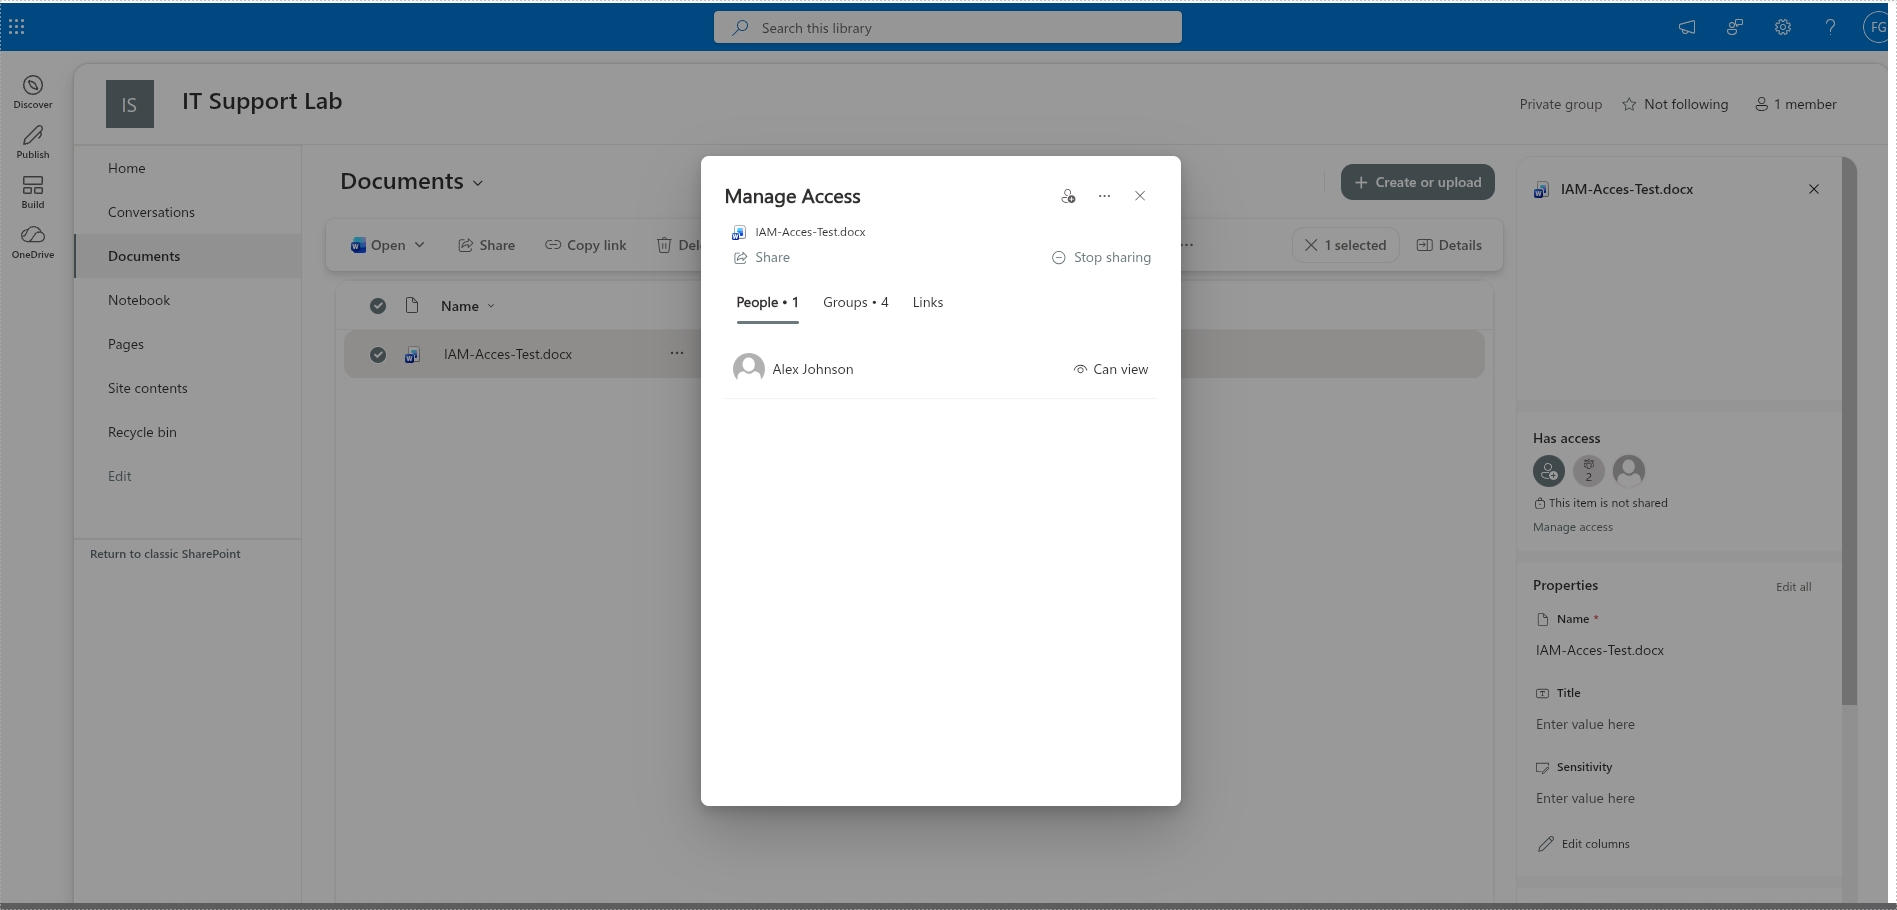 Search this library
FG
Discover
Publish
Build
OneDrive
IS
IT Support Lab
Private group
Not following
1 member
Home
Conversations
Documents
Notebook
Pages
Site contents
Recycle bin
Edit
Return to classic SharePoint
Documents
Create or upload
Open
Share
Copy link
Del
...
1 selected
Details
Name
IAM-Acces-Test.docx
...
Manage Access
...
IAM-Acces-Test.docx
Share
Stop sharing
People • 1
Groups • 4
Links
Alex Johnson
Can view
IAM-Acces-Test.docx
Has access
2
This item is not shared
Manage access
Properties
Edit all
Name *
IAM-Acces-Test.docx
Title
Enter value here
Sensitivity
Enter value here
Edit columns